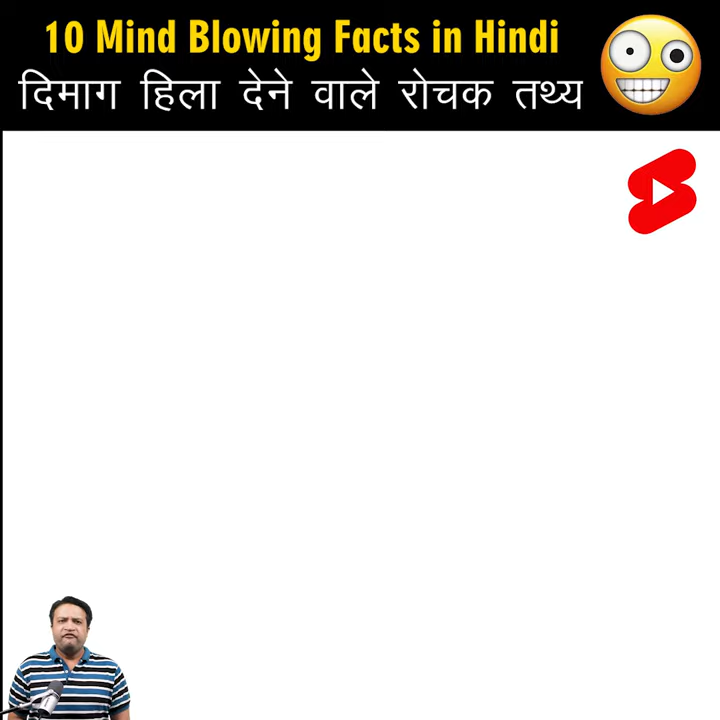 10 Mind Blowing Facts in Hindi
दिमाग हिला देने वाले रोचक तथ्य